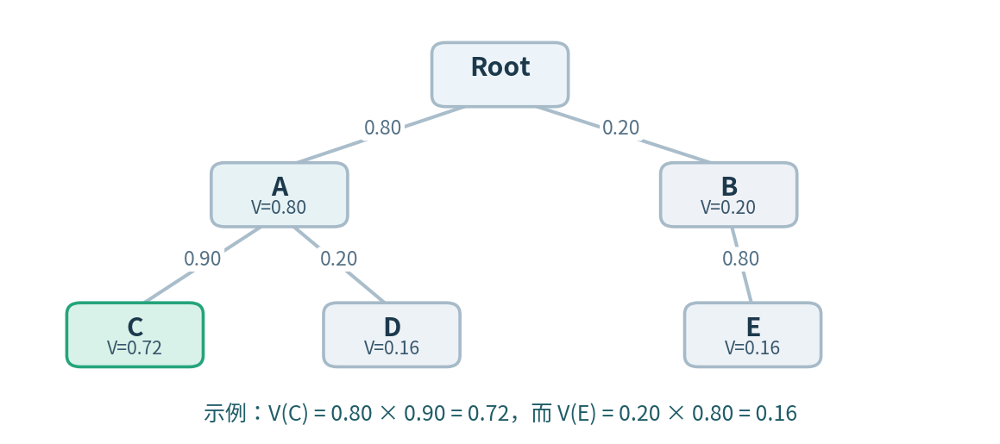 Root
0.80
0.20
A
V=0.80
B
V=0.20
0.90
0.20
0.80
C
V=0.72
D
V=0.16
E
V=0.16
示例：V(C) = 0.80 × 0.90 = 0.72，而 V(E) = 0.20 × 0.80 = 0.16